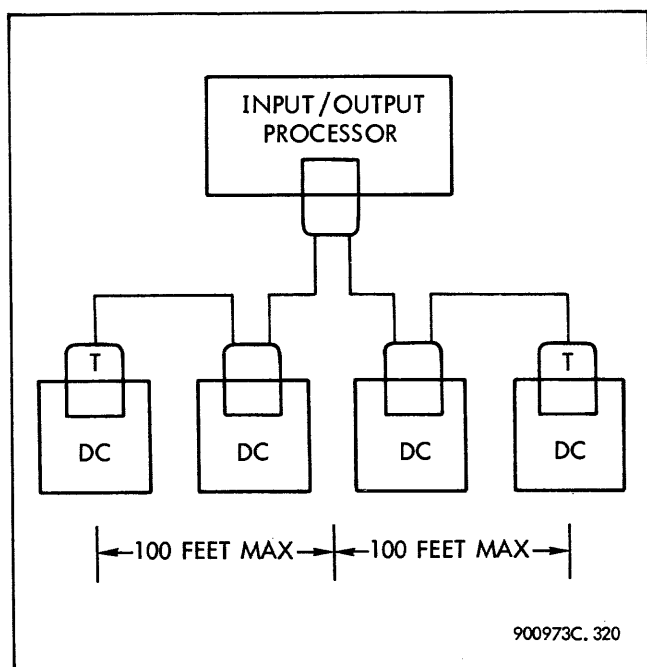 INPUT/OUTPUT
PROCESSOR
T
T
DC
DC
DC
DC
100 FEET MAX
100 FEET MAX
900973C. 320